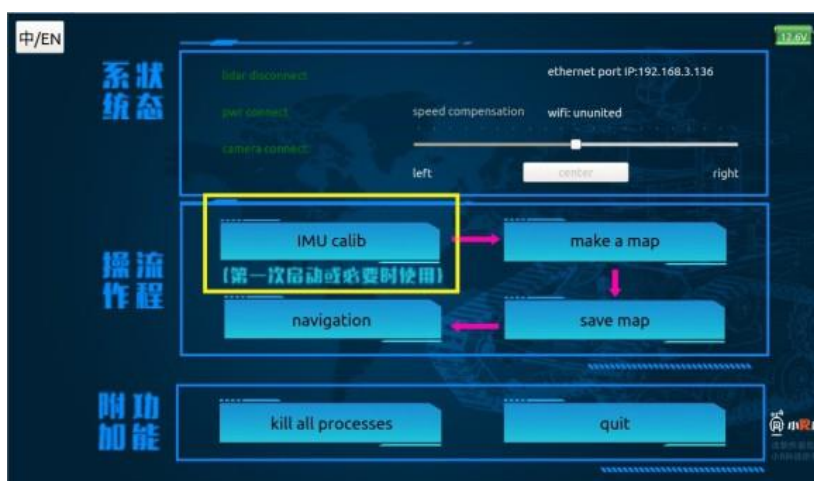 中/EN
12.6V
系统
状态
lidar disconnect
ethernet port IP:192.168.3.136
pwr connect
speed compensation
wifi: ununited
camera connect
left
center
right
操作
流程
IMU calib
make a map
(第一次启动或必要时使用)
navigation
save map
附加
功能
kill all processes
quit
小R